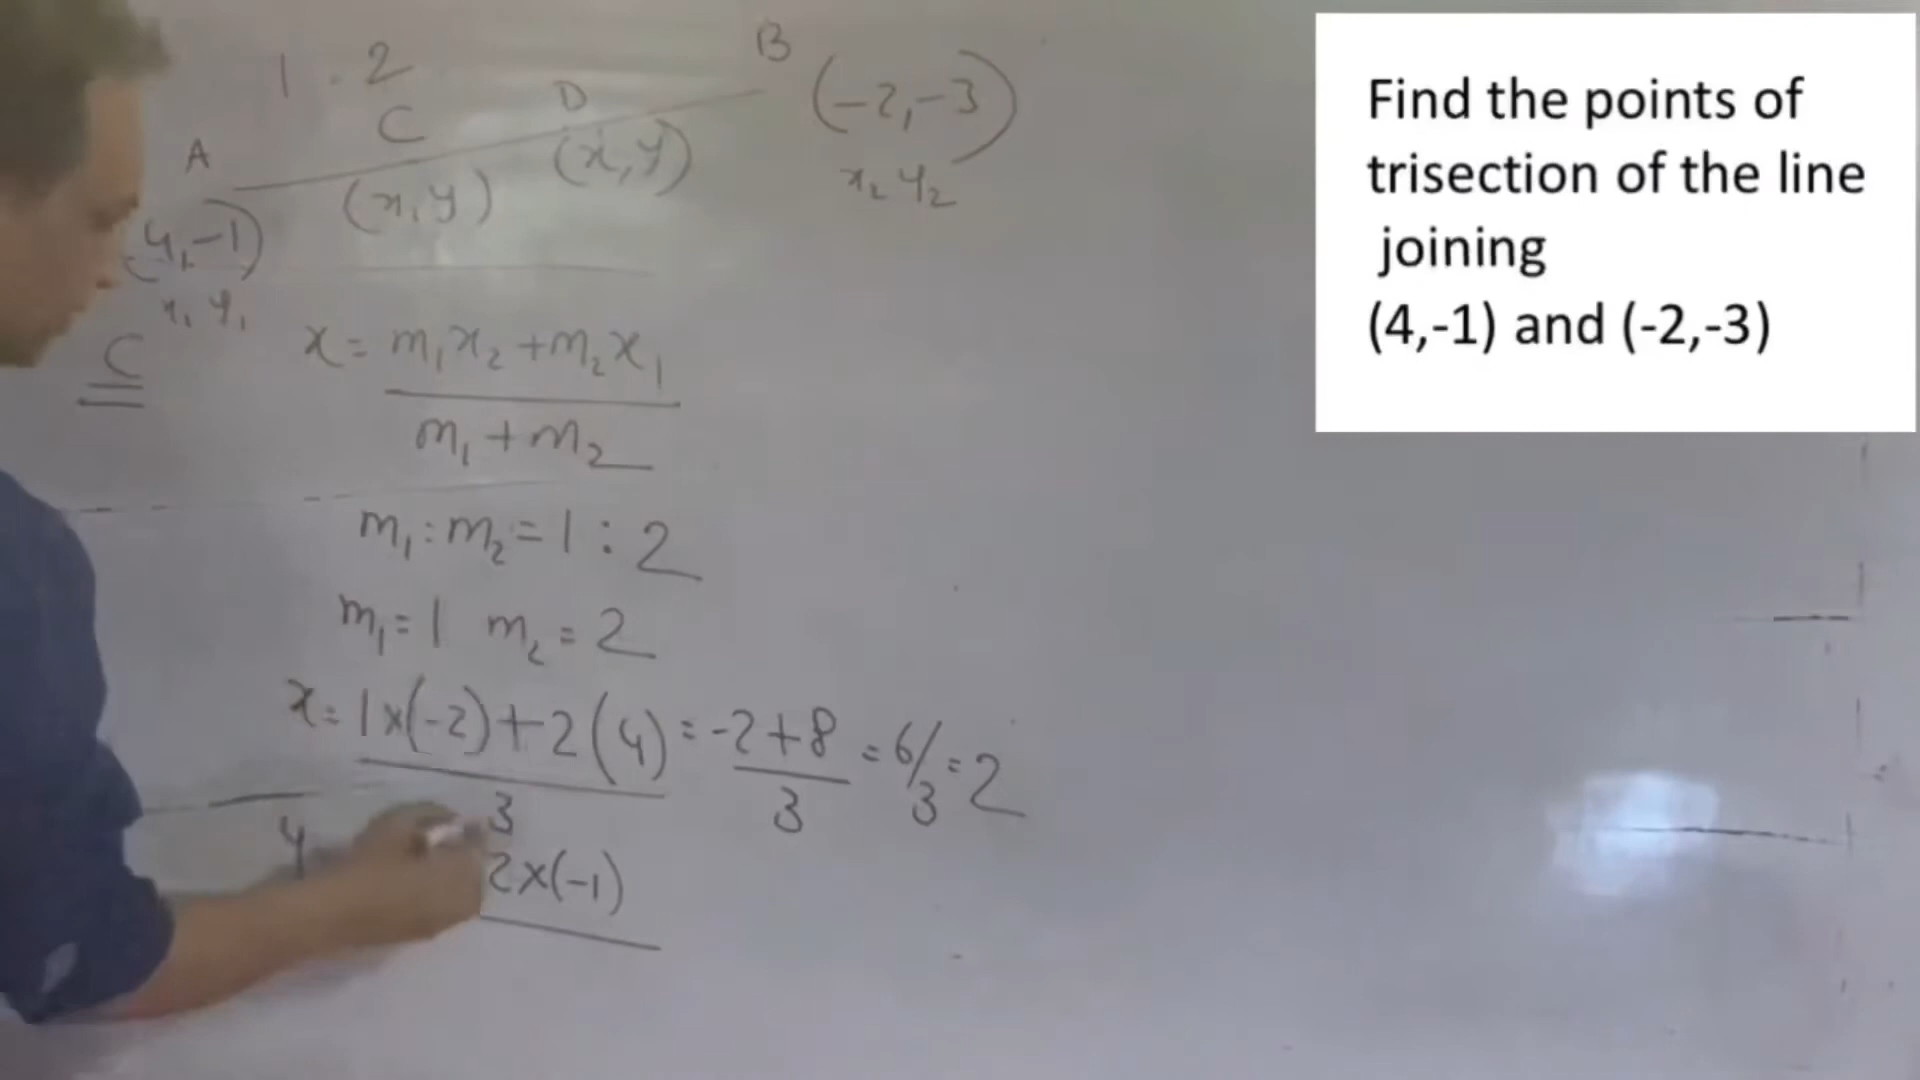 1 . 2
B
D
C
A
(-2,-3)
(x,y)
(x,y)
x₂ y₂
(4,-1)
x₁ y₁
C
x = m₁x₂ + m₂x₁
m₁ + m₂
m₁ : m₂ = 1 : 2
m₁ = 1 m₂ = 2
x = 1x(-2) + 2(4) = -2+8 = 6/3 = 2
3
3
y
2x(-1)
Find the points of
trisection of the line
joining
(4,-1) and (-2,-3)